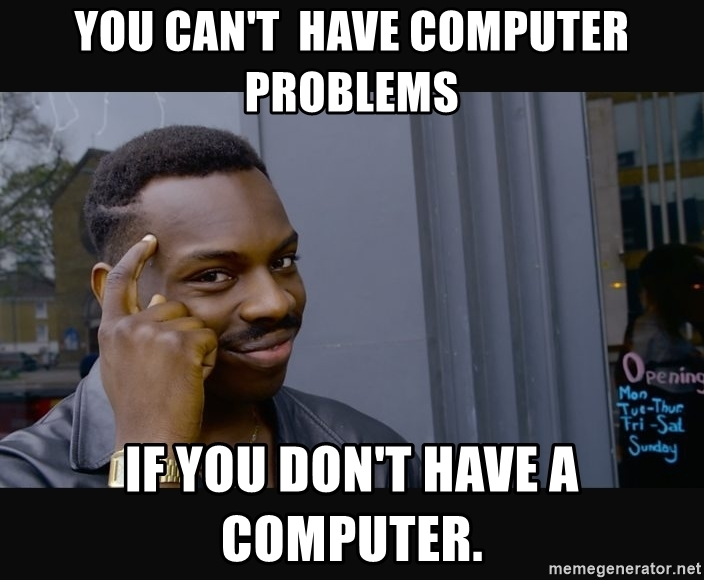 YOU CAN'T  HAVE COMPUTER
PROBLEMS
Opening
Mon
Tue-Thur
Fri -Sat
Sunday
IF YOU DON'T HAVE A
COMPUTER.
memegenerator.net